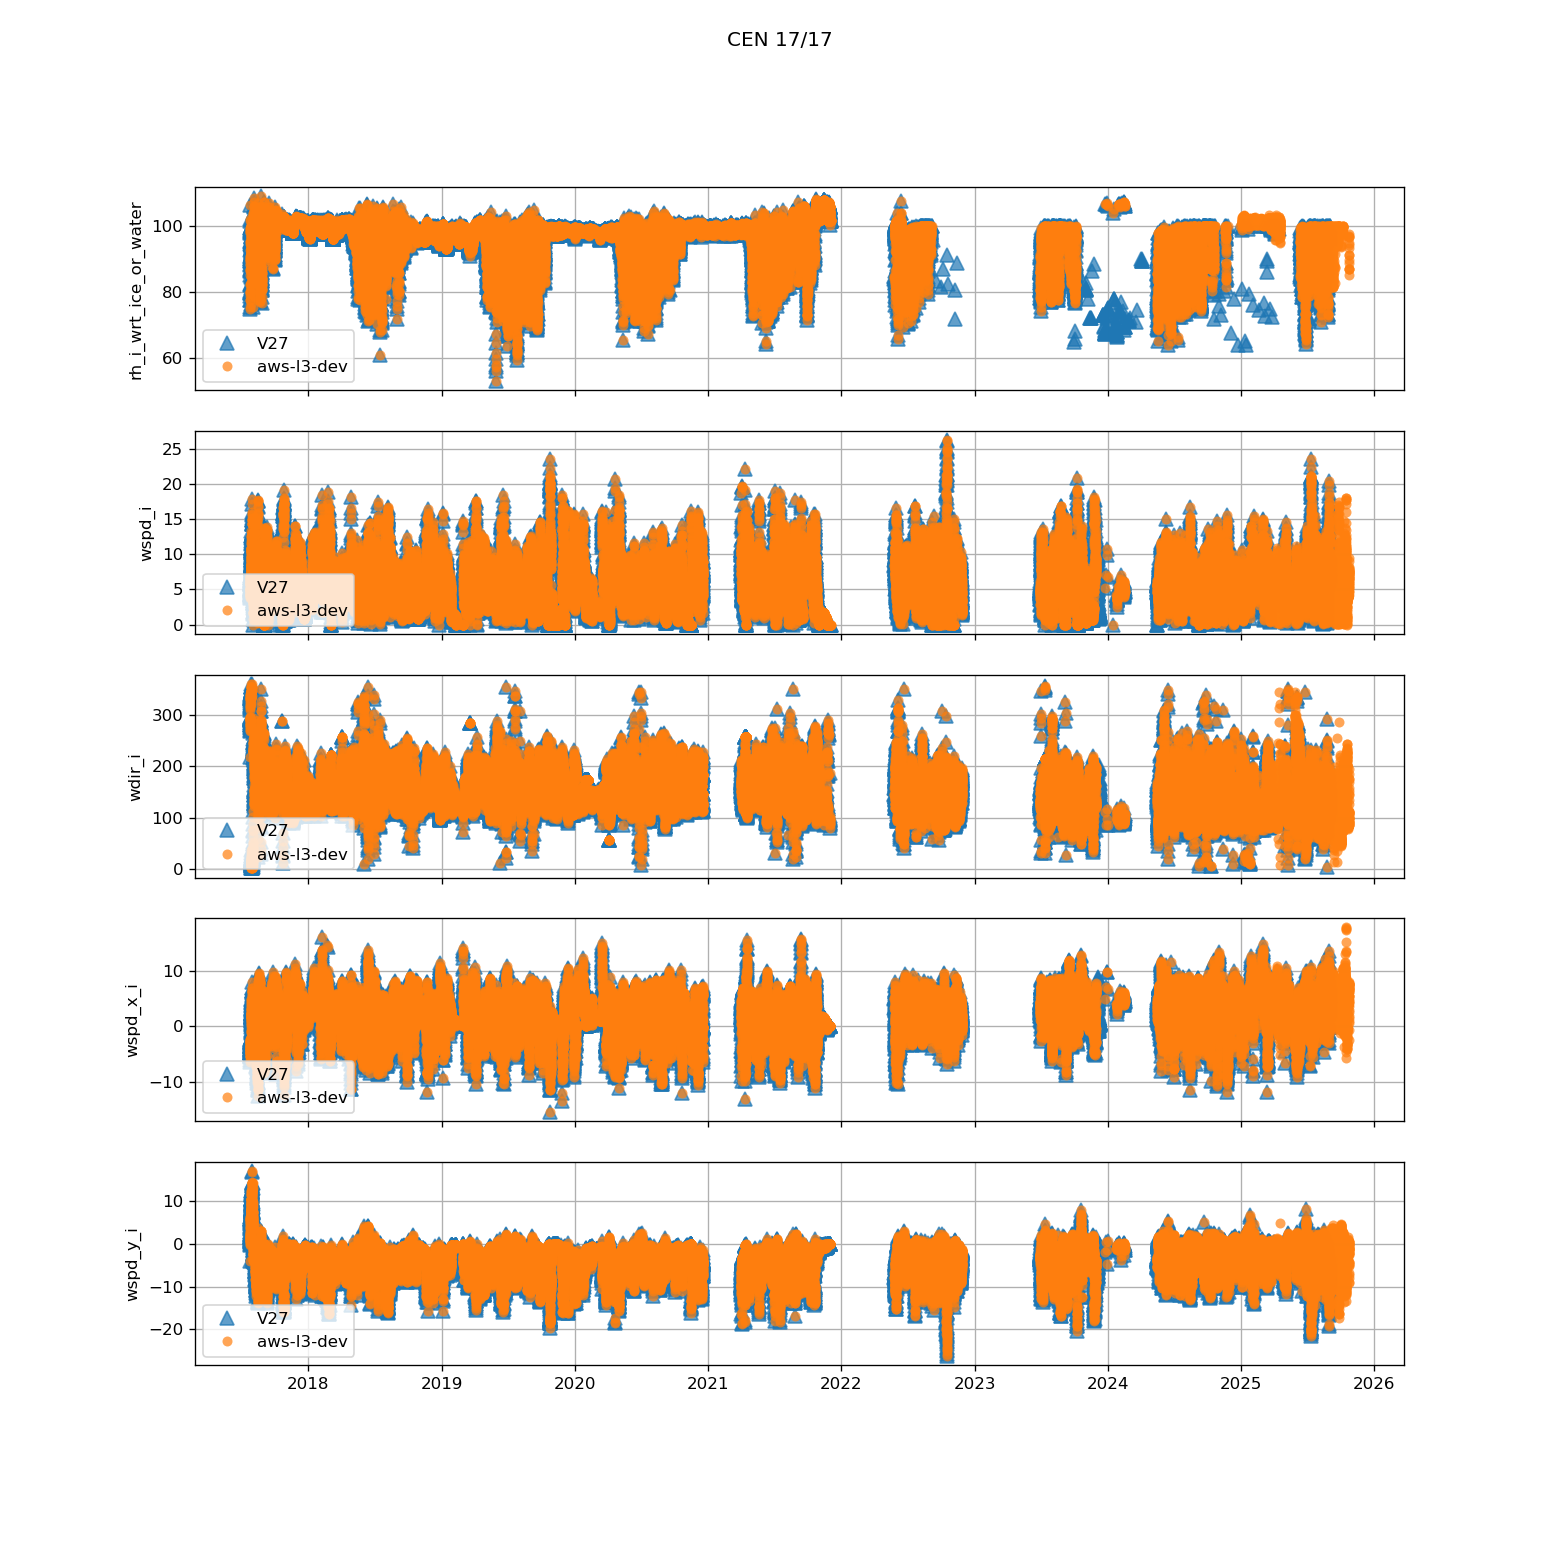 CEN 17/17
rh_i_wrt_ice_or_water
100
80
60
V27
aws-l3-dev
wspd_i
25
20
15
10
5
0
V27
aws-l3-dev
wdir_i
300
200
100
0
V27
aws-l3-dev
wspd_x_i
10
0
−10
V27
aws-l3-dev
wspd_y_i
10
0
−10
−20
V27
aws-l3-dev
2018 2019 2020 2021 2022 2023 2024 2025 2026